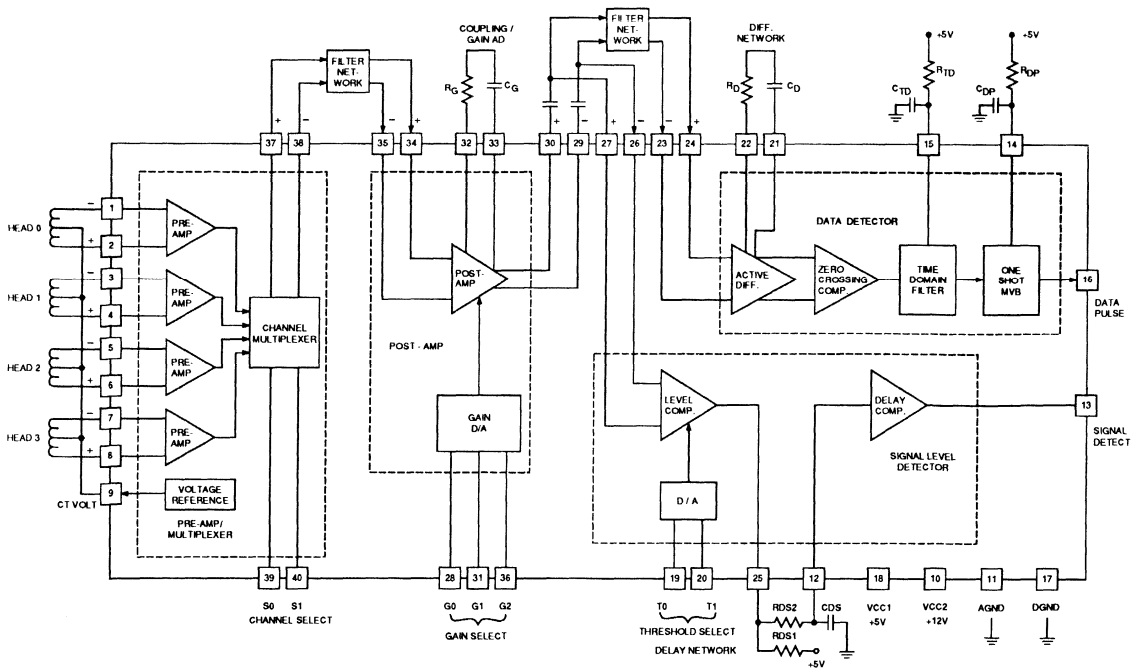 COUPLING /
GAIN AD
FILTER
NET-
WORK
DIFF.
NETWORK
+5V
+5V
FILTER
NET-
WORK
RG
CG
RD
CD
CTD
RTD
CDP
RDP
+
−
−
+
+
−
+
−
−
+
37
38
35
34
32
33
30
29
27
26
23
24
22
21
15
14
HEAD 0
−
1
+
2
PRE-
AMP
HEAD 1
−
3
+
4
PRE-
AMP
HEAD 2
−
5
+
6
PRE-
AMP
HEAD 3
−
7
+
8
PRE-
AMP
CHANNEL
MULTIPLEXER
9
CT VOLT
VOLTAGE
REFERENCE
PRE-AMP/
MULTIPLEXER
POST-
AMP
POST - AMP
GAIN
D/A
DATA DETECTOR
ACTIVE
DIFF.
ZERO
CROSSING
COMP.
TIME
DOMAIN
FILTER
ONE
SHOT
MVB
16
DATA
PULSE
LEVEL
COMP.
DELAY
COMP.
13
SIGNAL
DETECT
SIGNAL LEVEL
DETECTOR
D / A
39
40
28
31
36
19
20
25
12
18
10
11
17
S0
S1
CHANNEL SELECT
G0
G1
G2
GAIN SELECT
T0
T1
THRESHOLD SELECT
DELAY NETWORK
RDS2
CDS
RDS1
+5V
VCC1
+5V
VCC2
+12V
AGND
DGND